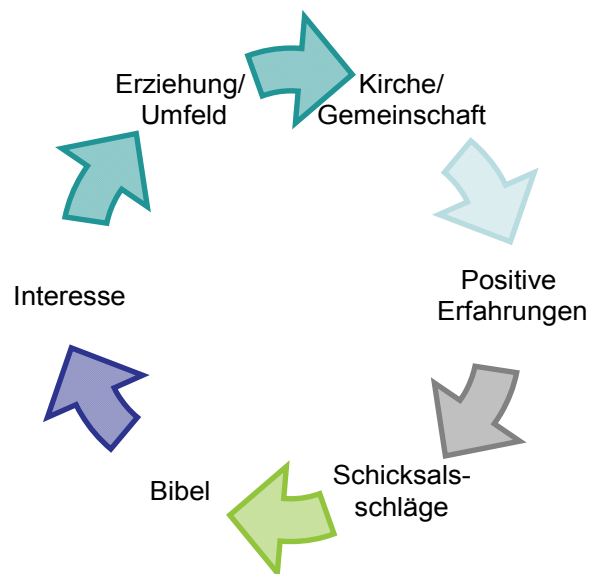 Erziehung/
Umfeld
Kirche/
Gemeinschaft
Positive
Erfahrungen
Schicksals-
schläge
Bibel
Interesse